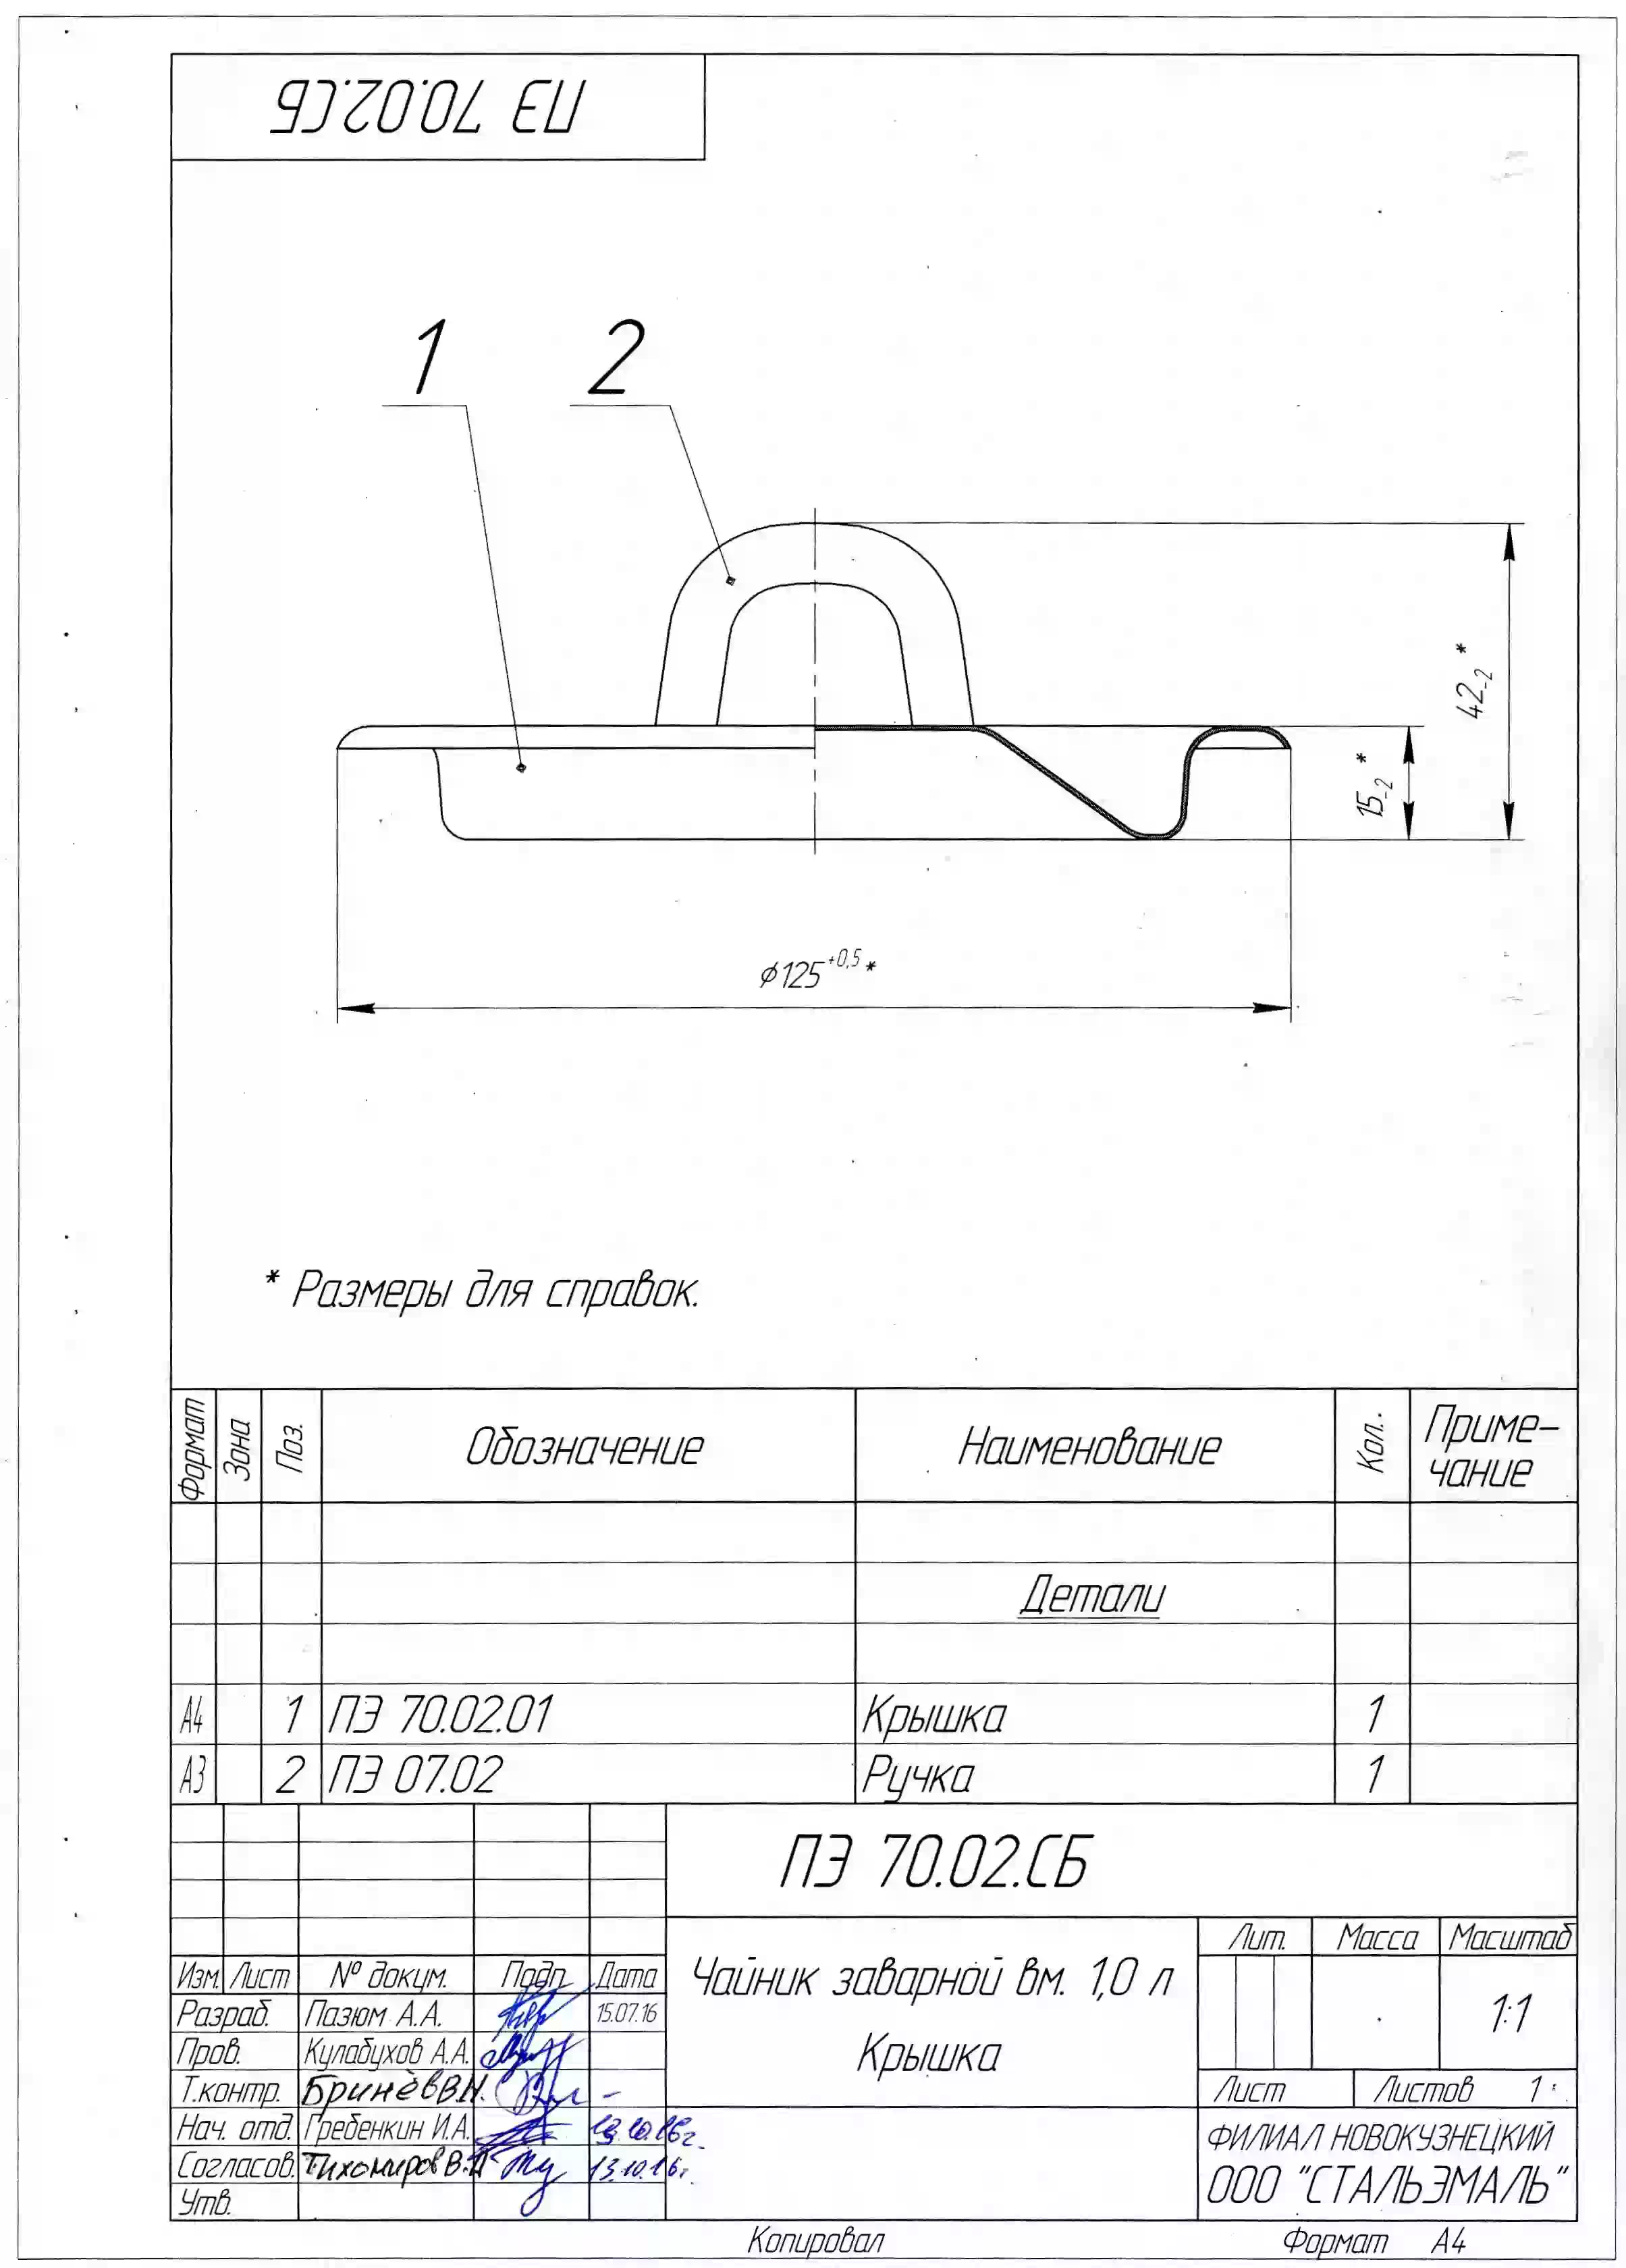 ПЭ 70.02.СБ
1 2
42-2 *
15-2 *
⌀125+0,5 *
* Размеры для справок.
Формат Зона Поз. Обозначение Наименование Кол. Приме-
чание
Детали
А4 1 ПЭ 70.02.01 Крышка 1
А3 2 ПЭ 07.02 Ручка 1
ПЭ 70.02.СБ
Лит. Масса Масштаб
Изм. Лист № докум. Подп. Дата
Чайник заварной вм. 1,0 л
Крышка
1:1
Разраб. Пазюм А.А. 15.07.16
Пров. Кулабухов А.А.
Т.контр. Бринёв В.Н.
Лист Листов 1
Нач. отд. Гребенкин И.А. 13.10.16г.
Согласов. Тихомиров В.А 13.10.16г
Утв.
ФИЛИАЛ НОВОКУЗНЕЦКИЙ
ООО "СТАЛЬЭМАЛЬ"
Копировал Формат А4